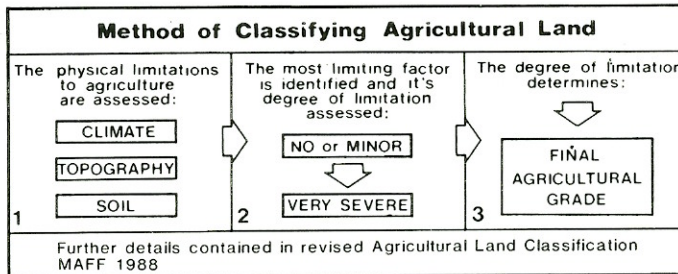 Method of Classifying Agricultural Land
The physical limitations
to agriculture
are assessed:
CLIMATE
TOPOGRAPHY
SOIL
1
The most limiting factor
is identified and it's
degree of limitation
assessed:
NO or MINOR
VERY SEVERE
2
The degree of limitation
determines:
FINAL
AGRICULTURAL
GRADE
3
Further details contained in revised Agricultural Land Classification
MAFF 1988